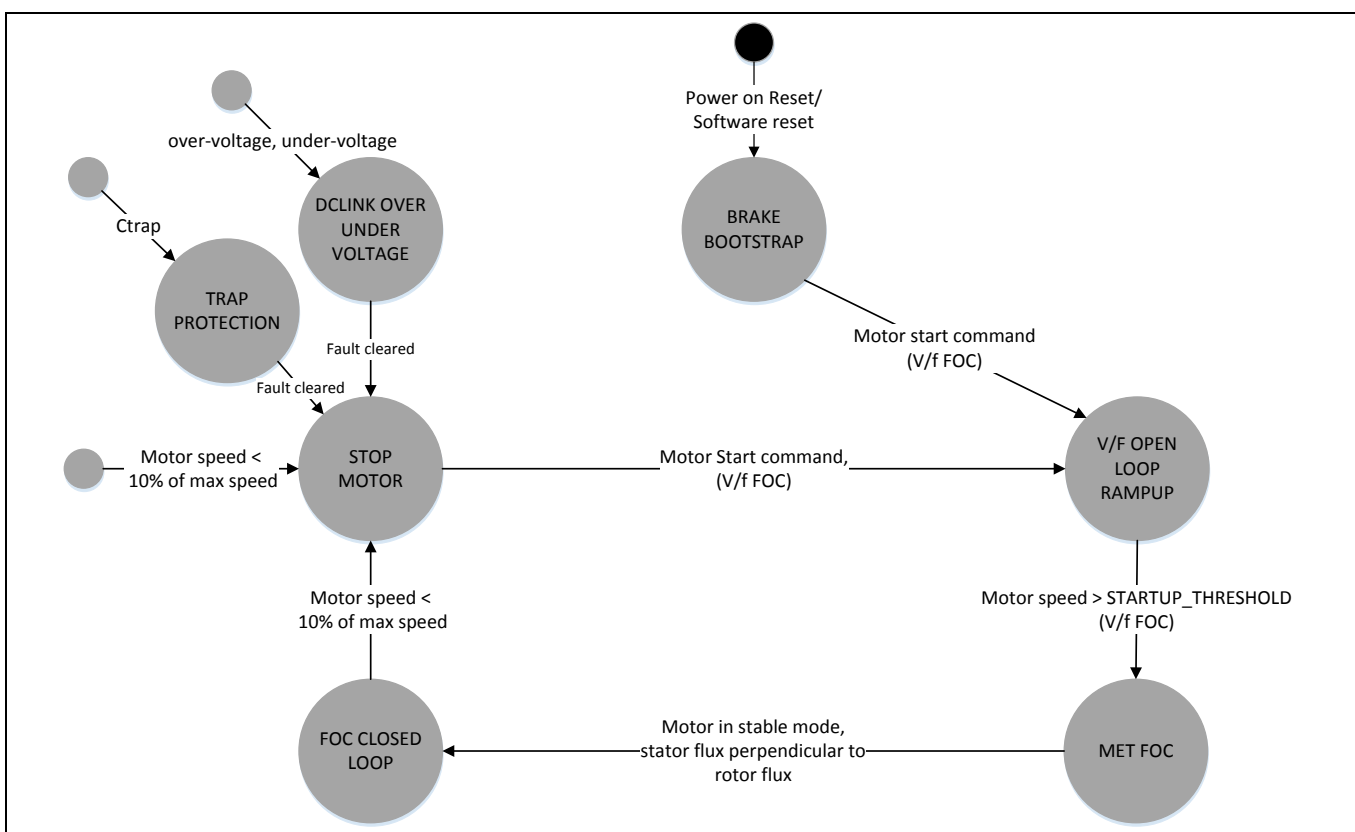 Power on Reset/
Software reset
over-voltage, under-voltage
DCLINK OVER
UNDER
VOLTAGE
BRAKE
BOOTSTRAP
Ctrap
TRAP
PROTECTION
Fault cleared
Fault cleared
Motor start command
(V/f FOC)
Motor speed <
10% of max speed
STOP
MOTOR
Motor Start command,
(V/f FOC)
V/F OPEN
LOOP
RAMPUP
Motor speed <
10% of max speed
Motor speed > STARTUP_THRESHOLD
(V/f FOC)
FOC CLOSED
LOOP
Motor in stable mode,
stator flux perpendicular to
rotor flux
MET FOC